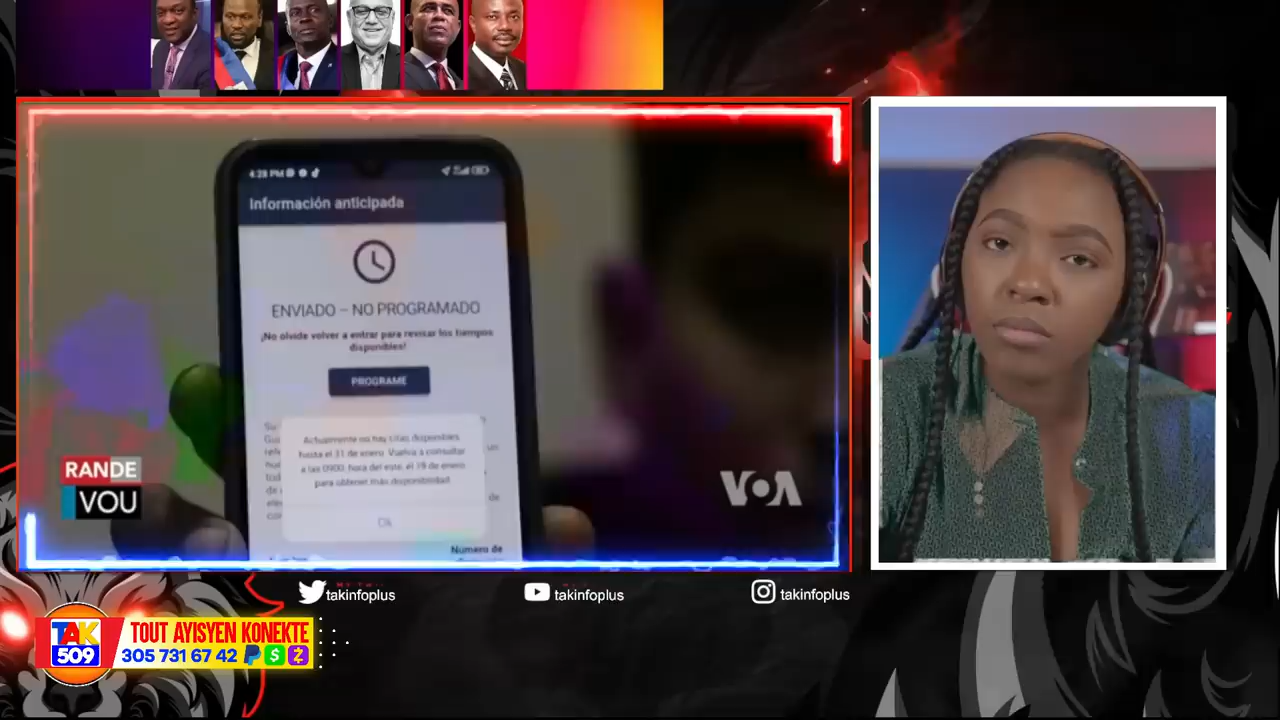 4:23 PM
Información anticipada
ENVIADO – NO PROGRAMADO
¡No olvide volver a entrar para revisar los tiempos
disponibles!
PROGRAME
Actualmente no hay citas disponibles
hasta el 31 de enero. Vuelva a consultar
a las 0900, hora del este, el
de enero
para obtener más disponibilidad.
Ok
Número de
RANDE
VOU
VOA
takinfoplus
takinfoplus
takinfoplus
TAK
509
TOUT AYISYEN KONEKTE
305 731 67 42